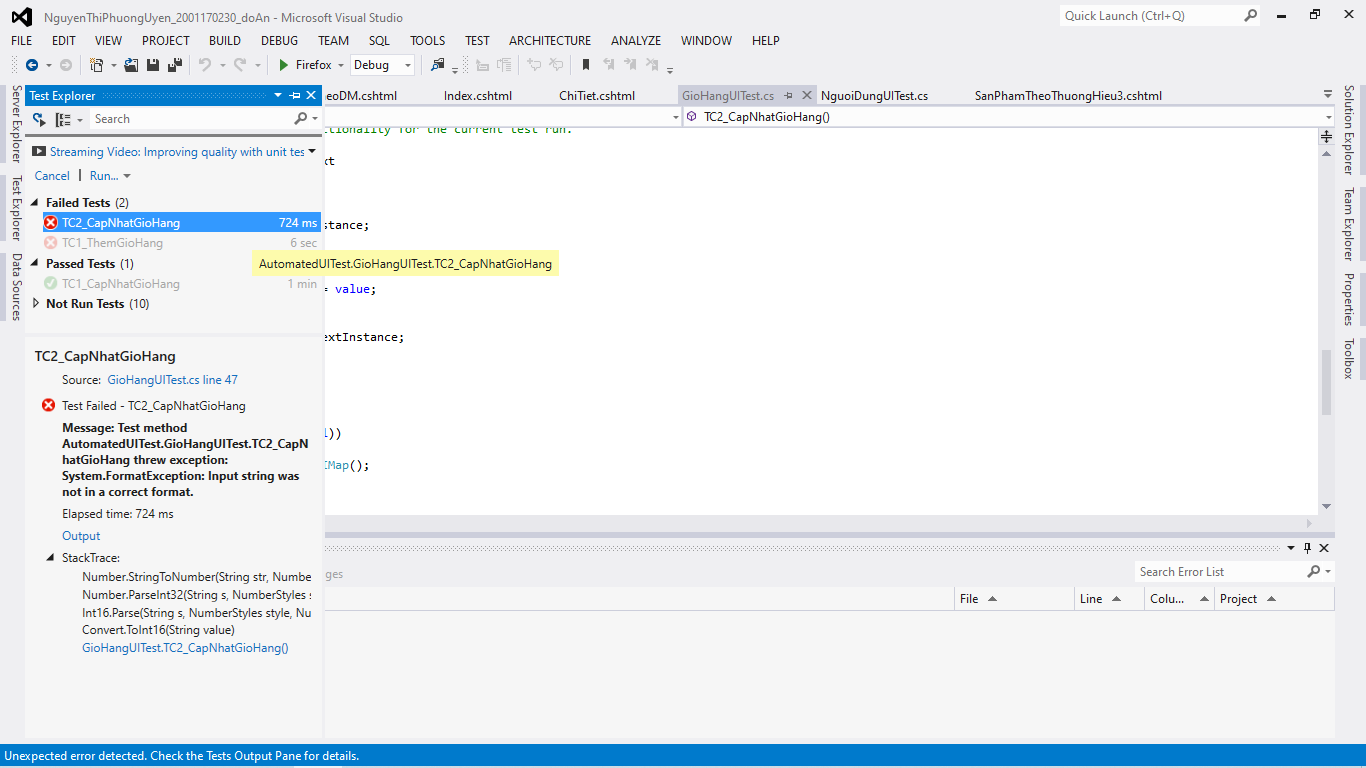 NguyenThiPhuongUyen_2001170230_doAn - Microsoft Visual Studio
Quick Launch (Ctrl+Q)
FILE EDIT VIEW PROJECT BUILD DEBUG TEAM SQL TOOLS TEST ARCHITECTURE ANALYZE WINDOW HELP
Firefox Debug
Server Explorer
Test Explorer
Data Sources
Test Explorer
Search
Streaming Video: Improving quality with unit tes
Cancel | Run...
Failed Tests (2)
TC2_CapNhatGioHang 724 ms
TC1_ThemGioHang 6 sec
Passed Tests (1)
TC1_CapNhatGioHang 1 min
Not Run Tests (10)
AutomatedUITest.GioHangUITest.TC2_CapNhatGioHang
TC2_CapNhatGioHang
Source: GioHangUITest.cs line 47
Test Failed - TC2_CapNhatGioHang
Message: Test method
AutomatedUITest.GioHangUITest.TC2_CapN
hatGioHang threw exception:
System.FormatException: Input string was
not in a correct format.
Elapsed time: 724 ms
Output
StackTrace:
Number.StringToNumber(String str, Numbe
Number.ParseInt32(String s, NumberStyles s
Int16.Parse(String s, NumberStyles style, Nu
Convert.ToInt16(String value)
GioHangUITest.TC2_CapNhatGioHang()
eoDM.cshtml Index.cshtml ChiTiet.cshtml GioHangUITest.cs NguoiDungUITest.cs SanPhamTheoThuongHieu3.cshtml
TC2_CapNhatGioHang()
tionality for the current test run.
xt
stance;
= value;
extInstance;
l))
IMap();
ges
Search Error List
File Line Colu... Project
Solution Explorer
Team Explorer
Properties
Toolbox
Unexpected error detected. Check the Tests Output Pane for details.